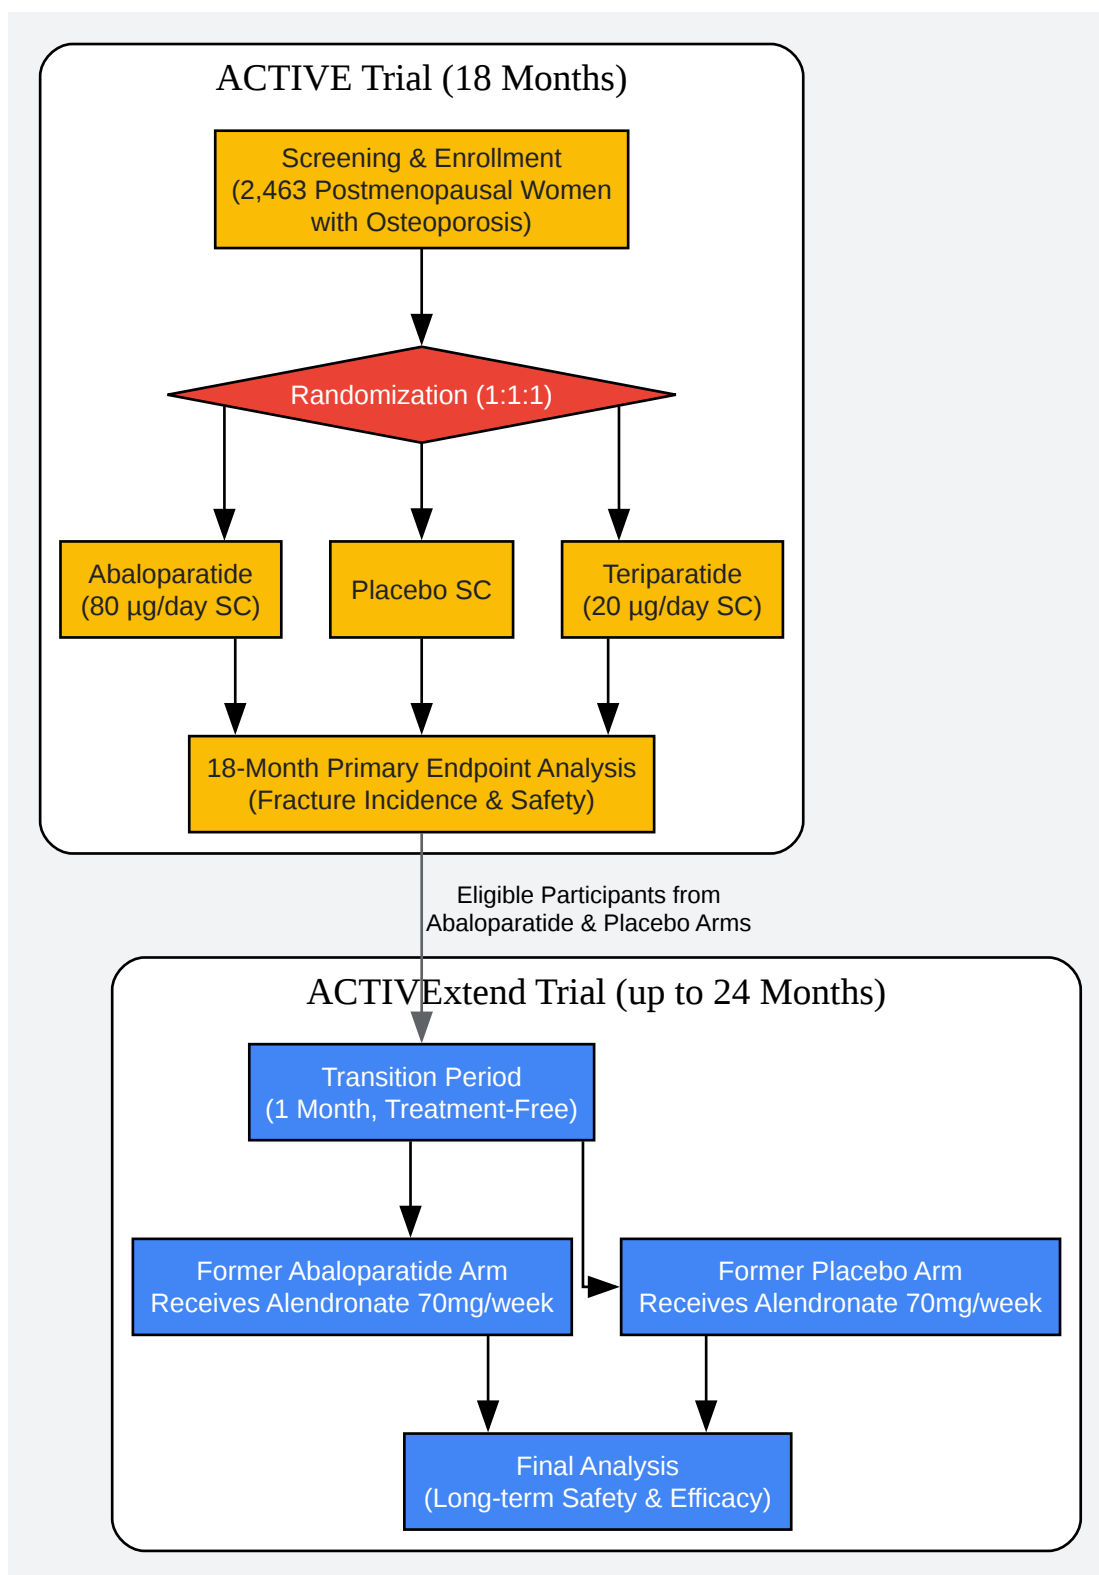 ACTIVE Trial (18 Months)
Screening & Enrollment
(2,463 Postmenopausal Women
with Osteoporosis)
Randomization (1:1:1)
Abaloparatide
(80 µg/day SC)
Placebo SC
Teriparatide
(20 µg/day SC)
18-Month Primary Endpoint Analysis
(Fracture Incidence & Safety)
Eligible Participants from
Abaloparatide & Placebo Arms
ACTIVExtend Trial (up to 24 Months)
Transition Period
(1 Month, Treatment-Free)
Former Abaloparatide Arm
Receives Alendronate 70mg/week
Former Placebo Arm
Receives Alendronate 70mg/week
Final Analysis
(Long-term Safety & Efficacy)